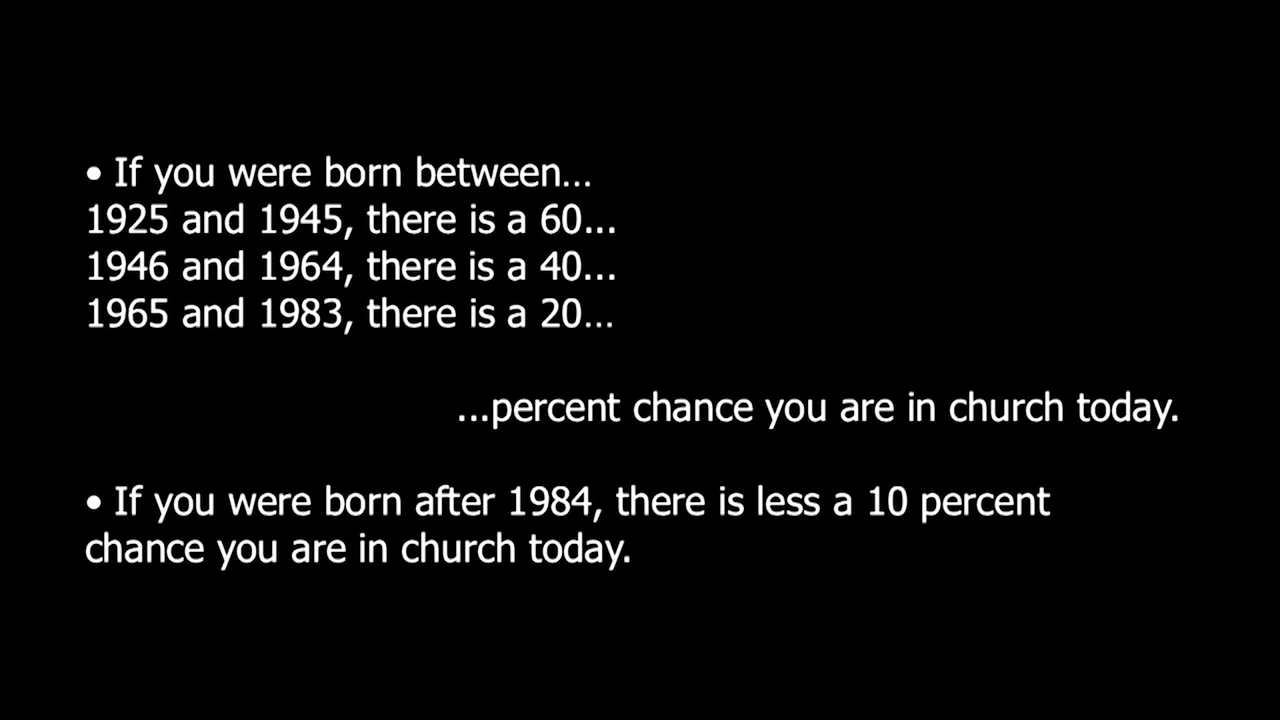 • If you were born between...
1925 and 1945, there is a 60...
1946 and 1964, there is a 40...
1965 and 1983, there is a 20...
...percent chance you are in church today.
• If you were born after 1984, there is less a 10 percent
chance you are in church today.